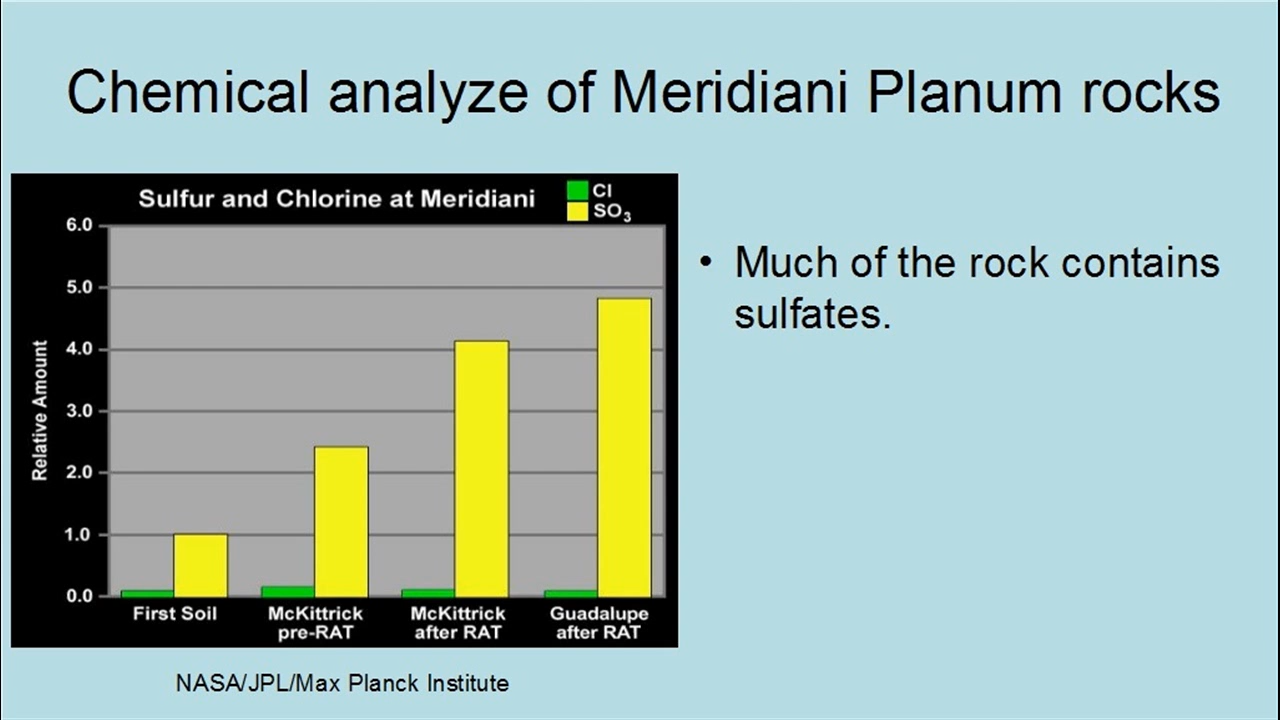 Chemical analyze of Meridiani Planum rocks
Sulfur and Chlorine at Meridiani
Cl
SO3
6.0
5.0
4.0
3.0
2.0
1.0
0.0
Relative Amount
First Soil
McKittrick
pre-RAT
McKittrick
after RAT
Guadalupe
after RAT
• Much of the rock contains
sulfates.
NASA/JPL/Max Planck Institute